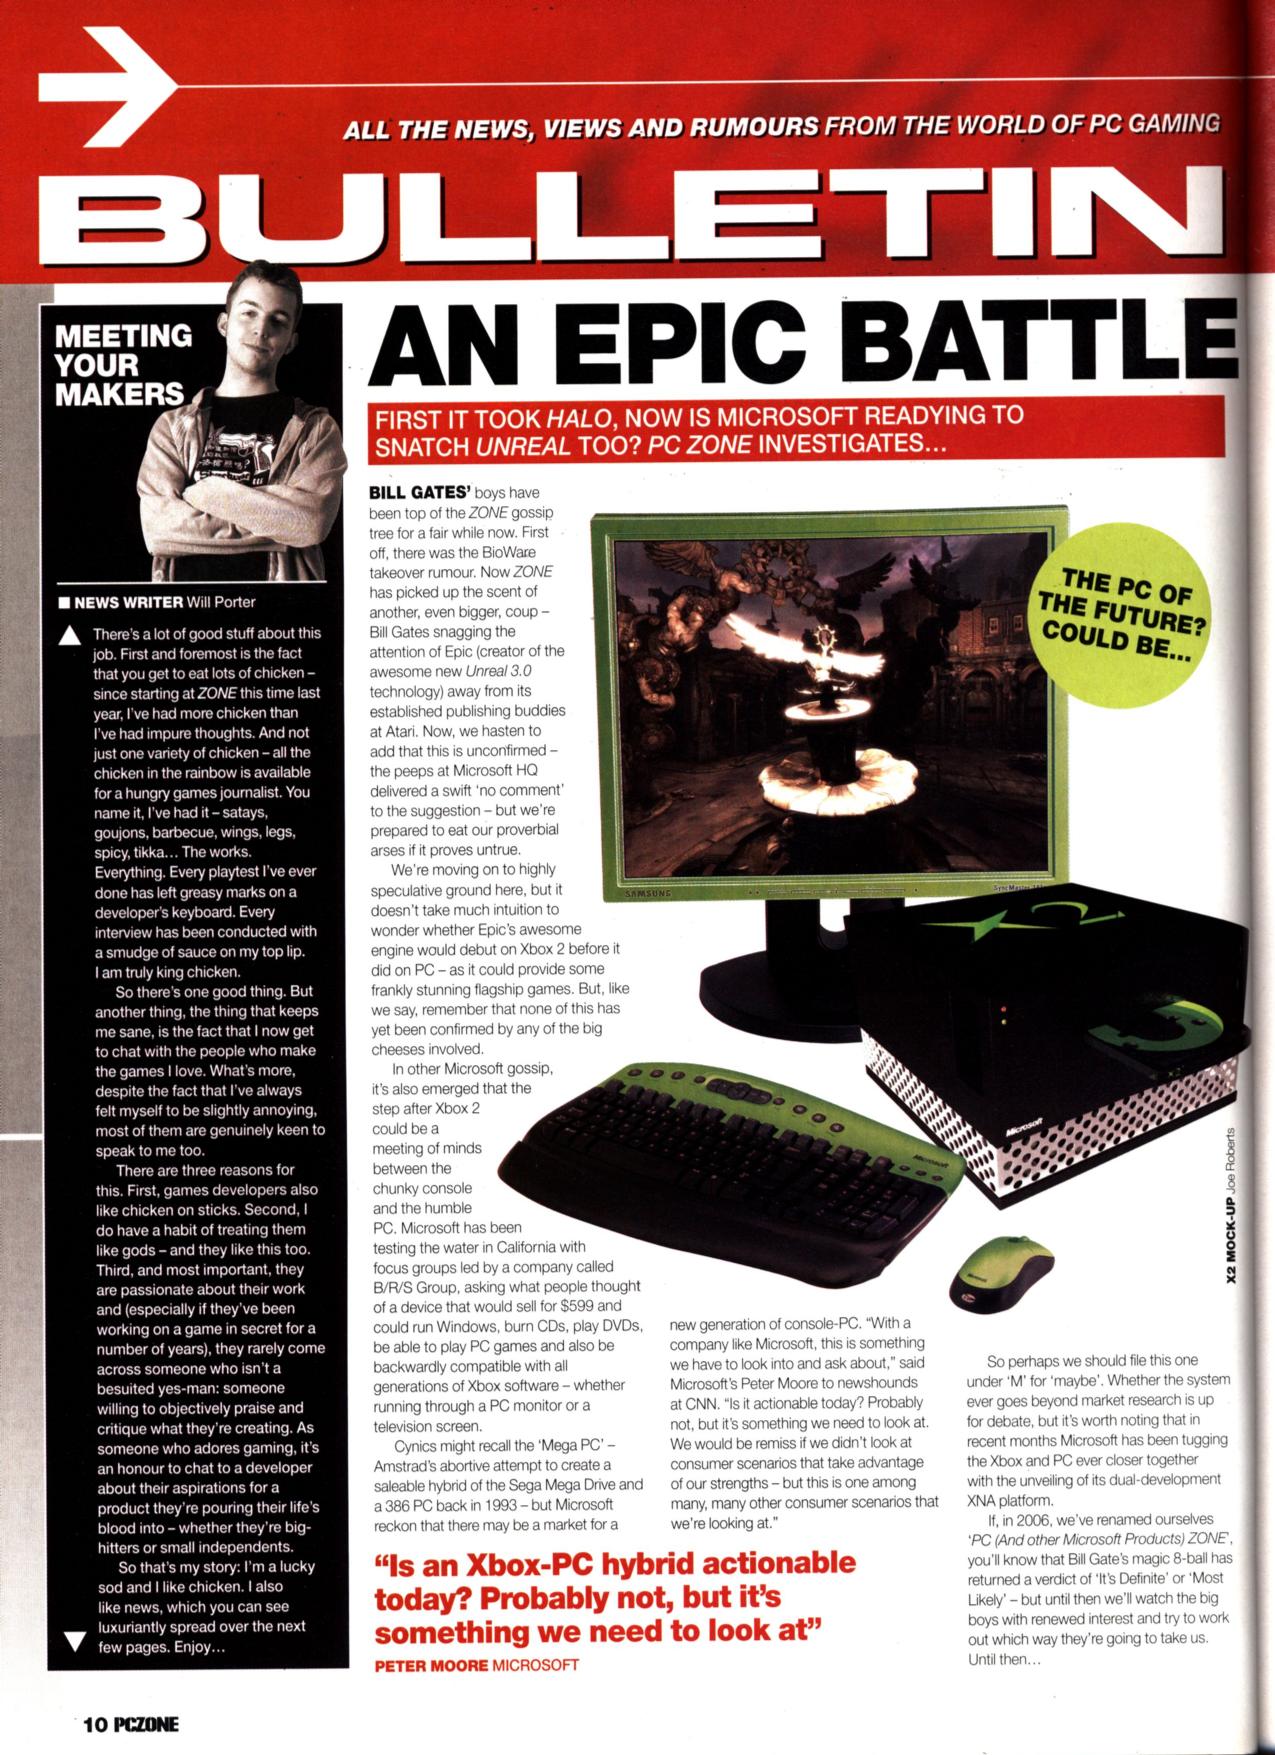 ALL THE NEWS, VIEWS AND RUMOURS FROM THE WORLD OF PC GAMING
BULLETIN
MEETING
YOUR
MAKERS
■ NEWS WRITER Will Porter
There's a lot of good stuff about this
job. First and foremost is the fact
that you get to eat lots of chicken –
since starting at ZONE this time last
year, I've had more chicken than
I've had impure thoughts. And not
just one variety of chicken – all the
chicken in the rainbow is available
for a hungry games journalist. You
name it, I've had it – satays,
goujons, barbecue, wings, legs,
spicy, tikka... The works.
Everything. Every playtest I've ever
done has left greasy marks on a
developer's keyboard. Every
interview has been conducted with
a smudge of sauce on my top lip.
I am truly king chicken.
So there's one good thing. But
another thing, the thing that keeps
me sane, is the fact that I now get
to chat with the people who make
the games I love. What's more,
despite the fact that I've always
felt myself to be slightly annoying,
most of them are genuinely keen to
speak to me too.
There are three reasons for
this. First, games developers also
like chicken on sticks. Second, I
do have a habit of treating them
like gods – and they like this too.
Third, and most important, they
are passionate about their work
and (especially if they've been
working on a game in secret for a
number of years), they rarely come
across someone who isn't a
besuited yes-man: someone
willing to objectively praise and
critique what they're creating. As
someone who adores gaming, it's
an honour to chat to a developer
about their aspirations for a
product they're pouring their life's
blood into – whether they're big-
hitters or small independents.
So that's my story: I'm a lucky
sod and I like chicken. I also
like news, which you can see
luxuriantly spread over the next
few pages. Enjoy...
AN EPIC BATTLE
FIRST IT TOOK HALO, NOW IS MICROSOFT READYING TO
SNATCH UNREAL TOO? PC ZONE INVESTIGATES...
BILL GATES' boys have
been top of the ZONE gossip
tree for a fair while now. First
off, there was the BioWare
takeover rumour. Now ZONE
has picked up the scent of
another, even bigger, coup –
Bill Gates snagging the
attention of Epic (creator of the
awesome new Unreal 3.0
technology) away from its
established publishing buddies
at Atari. Now, we hasten to
add that this is unconfirmed –
the peeps at Microsoft HQ
delivered a swift 'no comment'
to the suggestion – but we're
prepared to eat our proverbial
arses if it proves untrue.
We're moving on to highly
speculative ground here, but it
doesn't take much intuition to
wonder whether Epic's awesome
engine would debut on Xbox 2 before it
did on PC – as it could provide some
frankly stunning flagship games. But, like
we say, remember that none of this has
yet been confirmed by any of the big
cheeses involved.
In other Microsoft gossip,
it's also emerged that the
step after Xbox 2
could be a
meeting of minds
between the
chunky console
and the humble
PC. Microsoft has been
testing the water in California with
focus groups led by a company called
B/R/S Group, asking what people thought
of a device that would sell for $599 and
could run Windows, burn CDs, play DVDs,
be able to play PC games and also be
backwardly compatible with all
generations of Xbox software – whether
running through a PC monitor or a
television screen.
Cynics might recall the 'Mega PC' –
Amstrad's abortive attempt to create a
saleable hybrid of the Sega Mega Drive and
a 386 PC back in 1993 – but Microsoft
reckon that there may be a market for a
new generation of console-PC. "With a
company like Microsoft, this is something
we have to look into and ask about," said
Microsoft's Peter Moore to newshounds
at CNN. "Is it actionable today? Probably
not, but it's something we need to look at.
We would be remiss if we didn't look at
consumer scenarios that take advantage
of our strengths – but this is one among
many, many other consumer scenarios that
we're looking at."
So perhaps we should file this one
under 'M' for 'maybe'. Whether the system
ever goes beyond market research is up
for debate, but it's worth noting that in
recent months Microsoft has been tugging
the Xbox and PC ever closer together
with the unveiling of its dual-development
XNA platform.
If, in 2006, we've renamed ourselves
'PC (And other Microsoft Products) ZONE',
you'll know that Bill Gate's magic 8-ball has
returned a verdict of 'It's Definite' or 'Most
Likely' – but until then we'll watch the big
boys with renewed interest and try to work
out which way they're going to take us.
Until then...
"Is an Xbox-PC hybrid actionable
today? Probably not, but it's
something we need to look at"
PETER MOORE MICROSOFT
THE PC OF
THE FUTURE?
COULD BE...
SAMSUNG
SyncMaster
X2
Microsoft
Microsoft
Microsoft
X2 MOCK-UP Joe Roberts
10 PCZONE